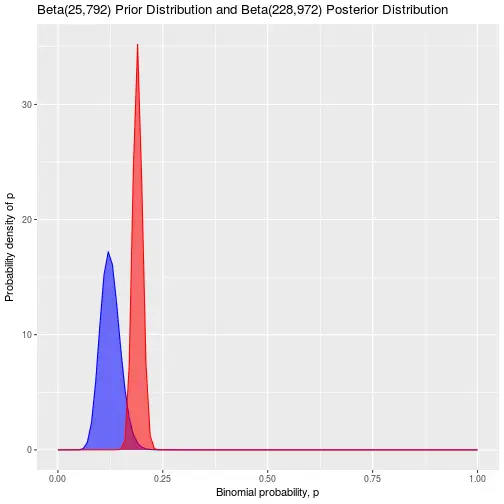 Beta(25,792) Prior Distribution and Beta(228,972) Posterior Distribution
Probability density of p
30
20
10
0
0.00 0.25 0.50 0.75 1.00
Binomial probability, p